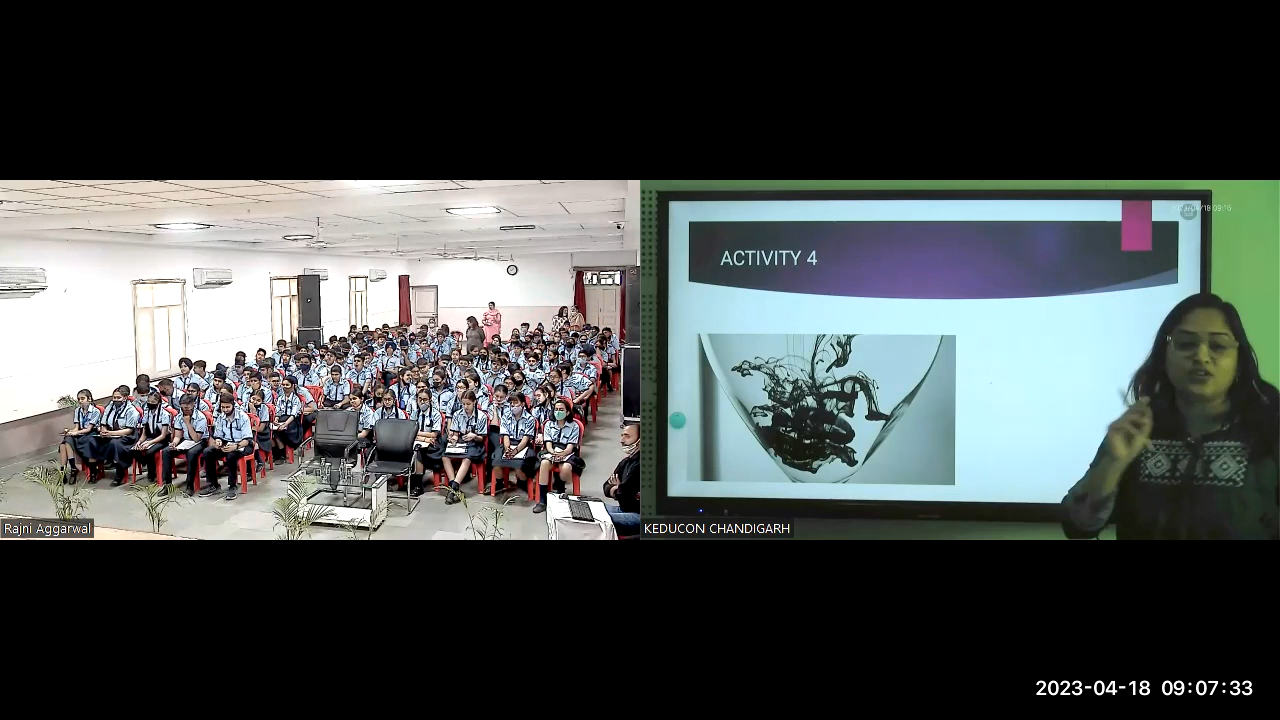 ACTIVITY 4
Rajni Aggarwal
KEDUCON CHANDIGARH
2023-04-18 09:07:33